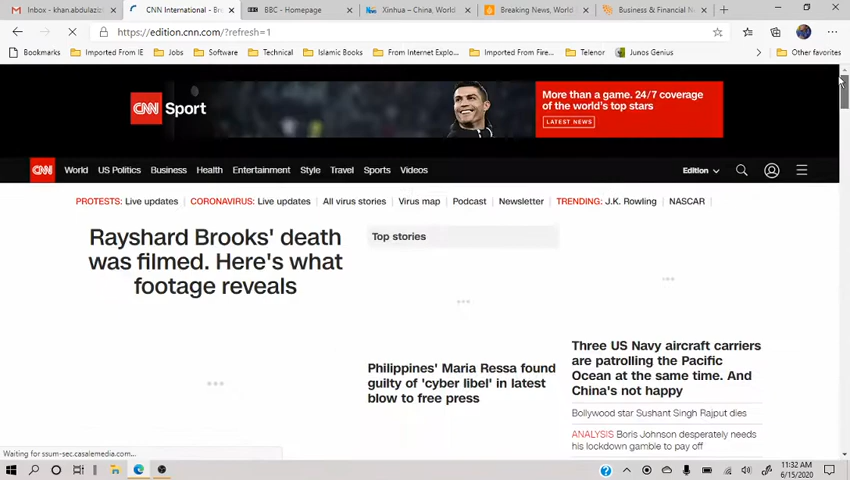 Inbox - khan.abdulazi
CNN International - Bre
BBC - Homepage
Xinhua – China, World
Breaking News, World
Business & Financial N
https://edition.cnn.com/?refresh=1
Bookmarks
Imported From IE
Jobs
Software
Technical
Islamic Books
From Internet Explo...
Imported From Fire...
Telenor
Junos Genius
Other favorites
CNN Sport
More than a game. 24/7 coverage
of the world's top stars
LATEST NEWS
CNN
World
US Politics
Business
Health
Entertainment
Style
Travel
Sports
Videos
Edition
PROTESTS: Live updates
CORONAVIRUS: Live updates
All virus stories
Virus map
Podcast
Newsletter
TRENDING: J.K. Rowling
NASCAR
Rayshard Brooks' death
was filmed. Here's what
footage reveals
Top stories
Philippines' Maria Ressa found
guilty of 'cyber libel' in latest
blow to free press
Three US Navy aircraft carriers
are patrolling the Pacific
Ocean at the same time. And
China's not happy
Bollywood star Sushant Singh Rajput dies
ANALYSIS Boris Johnson desperately needs
his lockdown gamble to pay off
Waiting for ssum-sec.casalemedia.com...
11:32 AM
6/15/2020